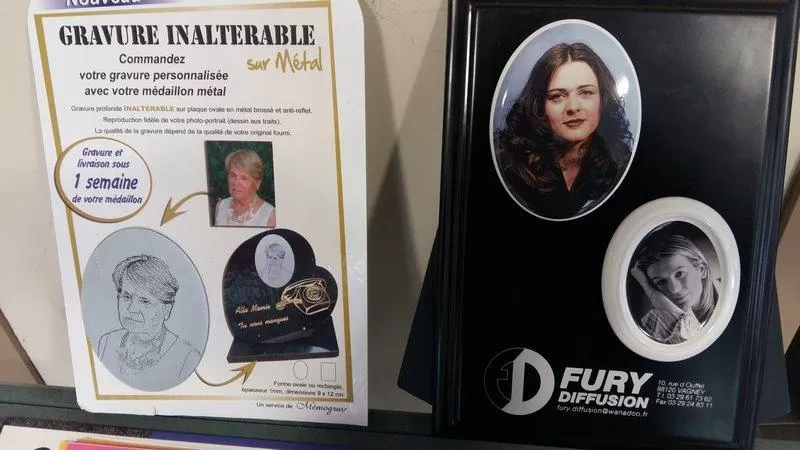 Nouveau
GRAVURE INALTERABLE
sur Métal
Commandez
votre gravure personnalisée
avec votre médaillon métal
Gravure profonde INALTÉRABLE sur plaque ovale en métal brossé et anti-reflet.
Reproduction fidèle de votre photo-portrait (dessin aux traits).
La qualité de la gravure dépend de la qualité de votre original fourni.
Gravure et
livraison sous
1 semaine
de votre médaillon
Allo Mamie
Tu nous manques
Forme ovale ou rectangle,
épaisseur 1mm, dimensions 9 x 12 cm
Un service de Mémograv
FURY
DIFFUSION
fury.diffusion@wanadoo.fr
10, rue d Ouffet
88120 VAGNEY
T.l. 03 29 61 73 62
Fax 03 29 24 83 11